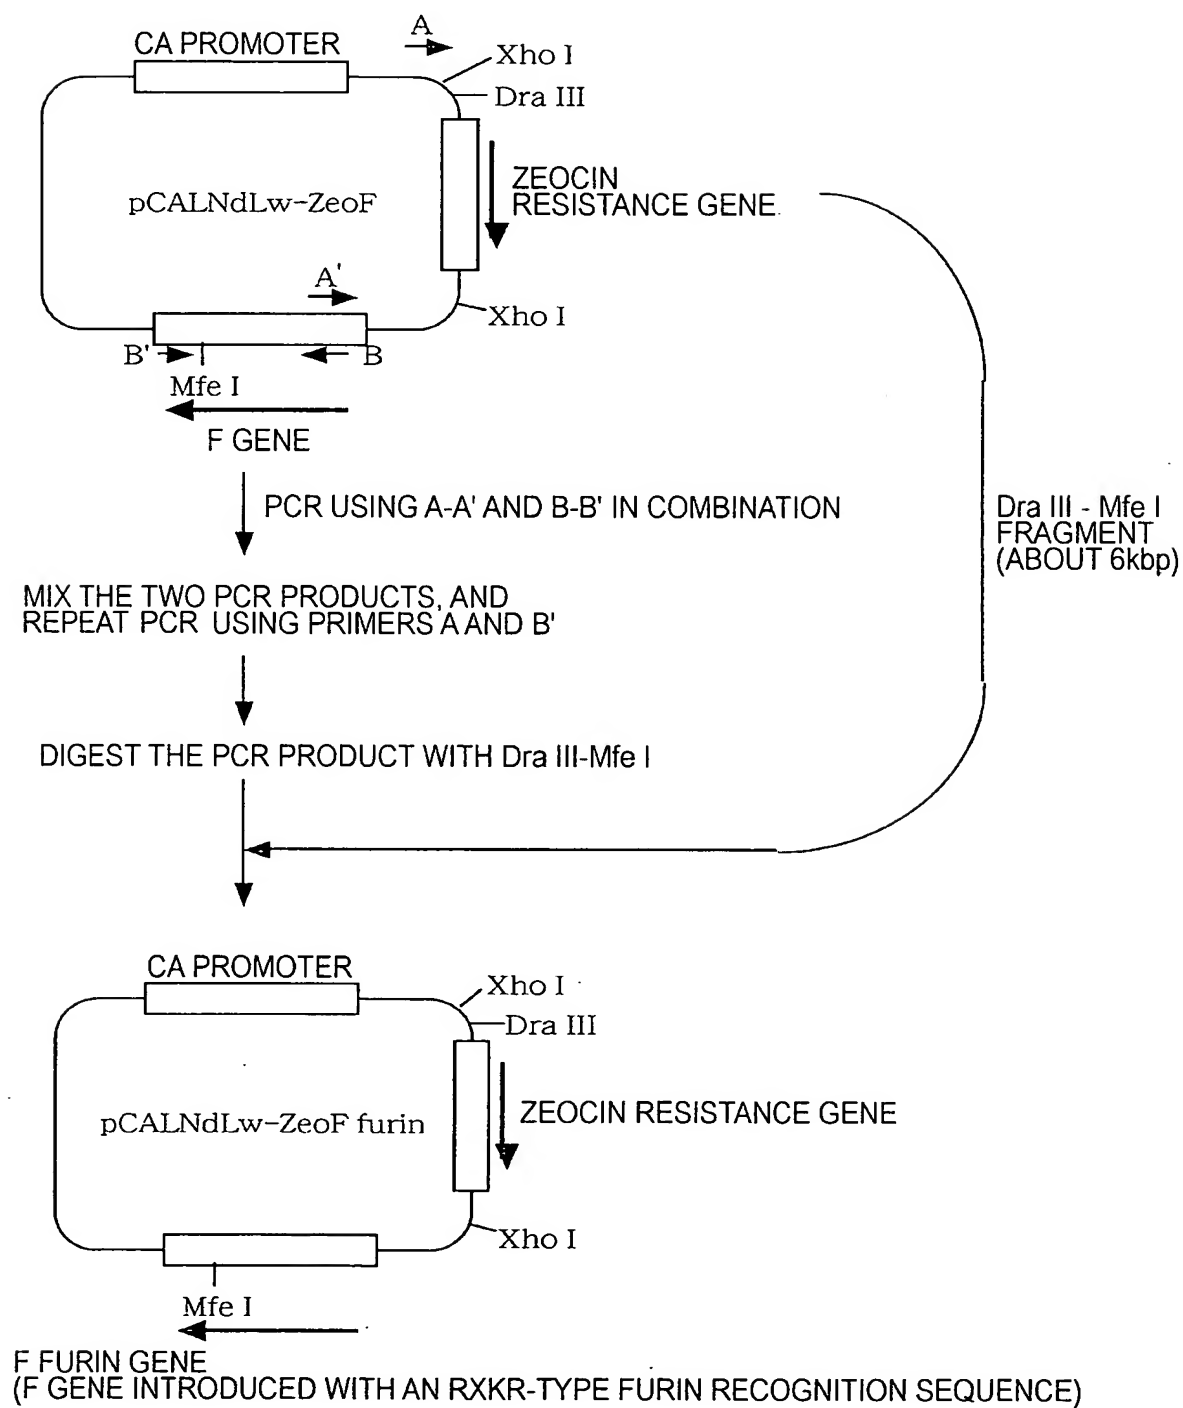 A
CA PROMOTER
Xho I
Dra III
ZEOCIN
RESISTANCE GENE
pCALNdLw-ZeoF
A'
Xho I
B'
B
Mfe I
F GENE
PCR USING A-A' AND B-B' IN COMBINATION
Dra III - Mfe I
FRAGMENT
(ABOUT 6kbp)
MIX THE TWO PCR PRODUCTS, AND
REPEAT PCR USING PRIMERS A AND B'
DIGEST THE PCR PRODUCT WITH Dra III-Mfe I
CA PROMOTER
Xho I
Dra III
pCALNdLw-ZeoF furin
ZEOCIN RESISTANCE GENE
Xho I
Mfe I
F FURIN GENE
(F GENE INTRODUCED WITH AN RXKR-TYPE FURIN RECOGNITION SEQUENCE)